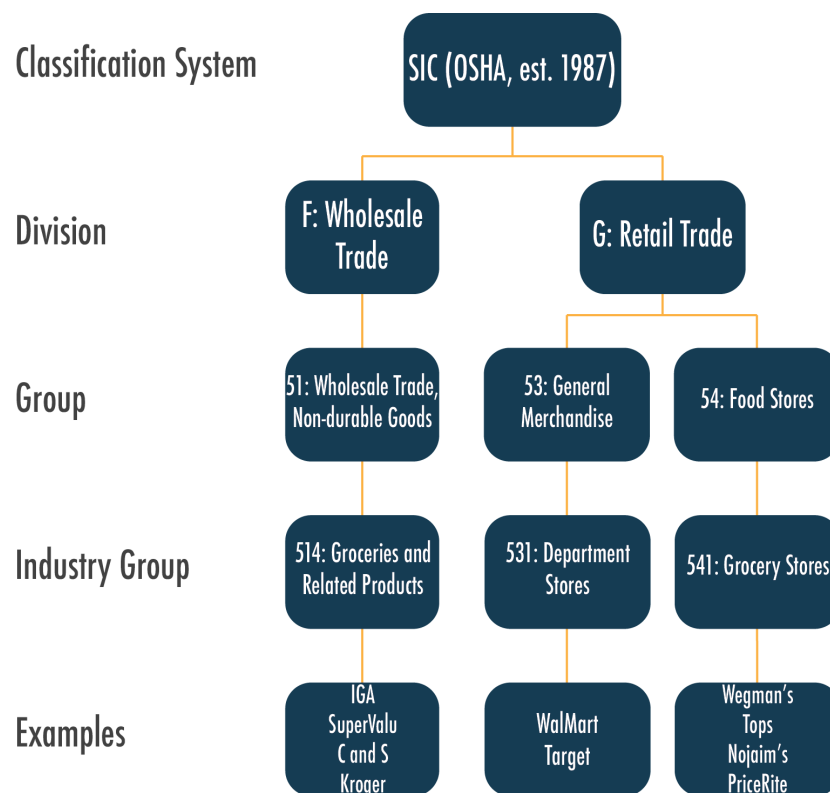 Classification System
SIC (OSHA, est. 1987)
Division
F: Wholesale
Trade
G: Retail Trade
Group
51: Wholesale Trade,
Non-durable Goods
53: General
Merchandise
54: Food Stores
Industry Group
514: Groceries and
Related Products
531: Department
Stores
541: Grocery Stores
Examples
IGA
SuperValu
C and S
Kroger
WalMart
Target
Wegman's
Tops
Nojaim's
PriceRite